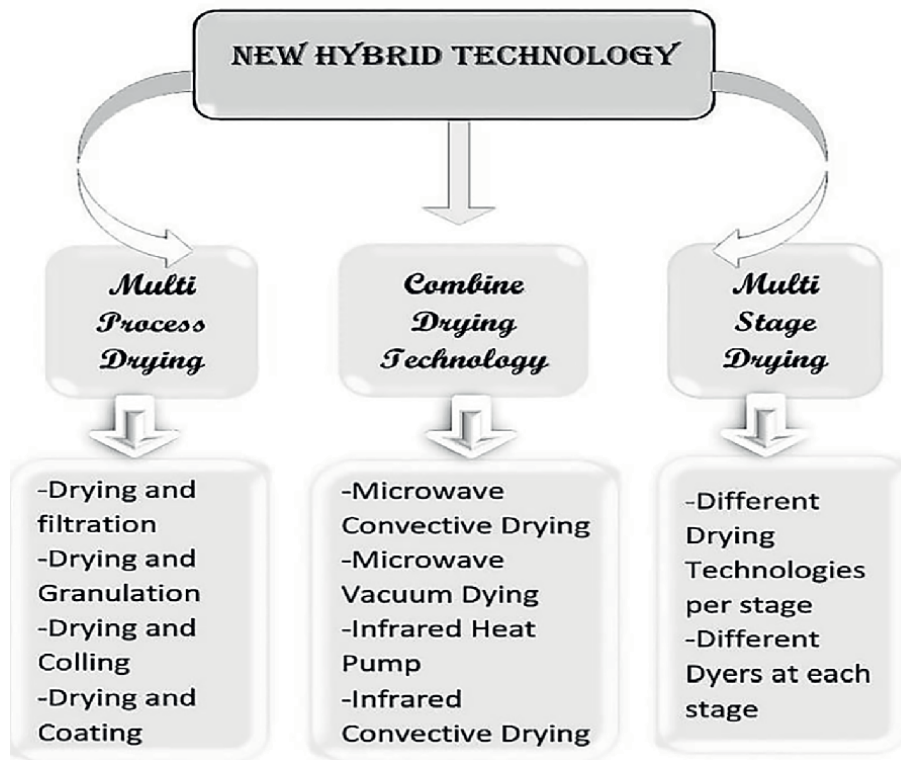 NEW HYBRID TECHNOLOGY
Multi
Process
Drying
Combine
Drying
Technology
Multi
Stage
Drying
-Drying and
filtration
-Drying and
Granulation
-Drying and
Colling
-Drying and
Coating
-Microwave
Convective Drying
-Microwave
Vacuum Dying
-Infrared Heat
Pump
-Infrared
Convective Drying
-Different
Drying
Technologies
per stage
-Different
Dyers at each
stage